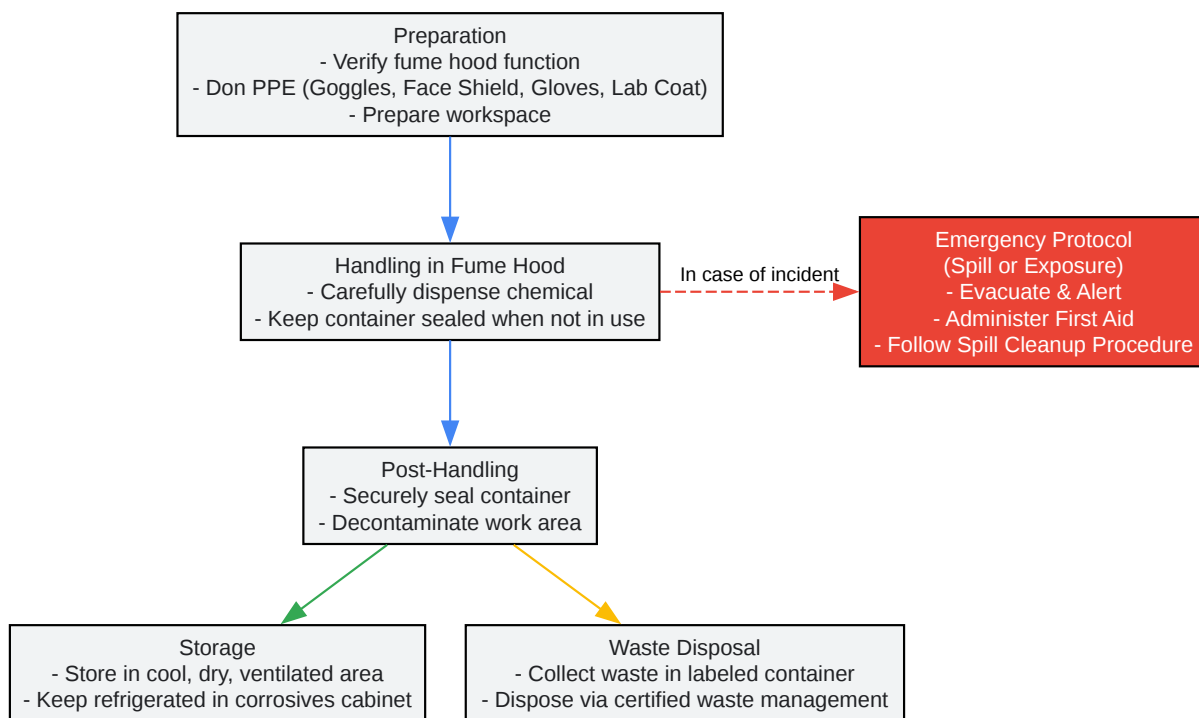 Preparation
- Verify fume hood function
- Don PPE (Goggles, Face Shield, Gloves, Lab Coat)
- Prepare workspace
Handling in Fume Hood
- Carefully dispense chemical
- Keep container sealed when not in use
In case of incident
Emergency Protocol
(Spill or Exposure)
- Evacuate & Alert
- Administer First Aid
- Follow Spill Cleanup Procedure
Post-Handling
- Securely seal container
- Decontaminate work area
Storage
- Store in cool, dry, ventilated area
- Keep refrigerated in corrosives cabinet
Waste Disposal
- Collect waste in labeled container
- Dispose via certified waste management